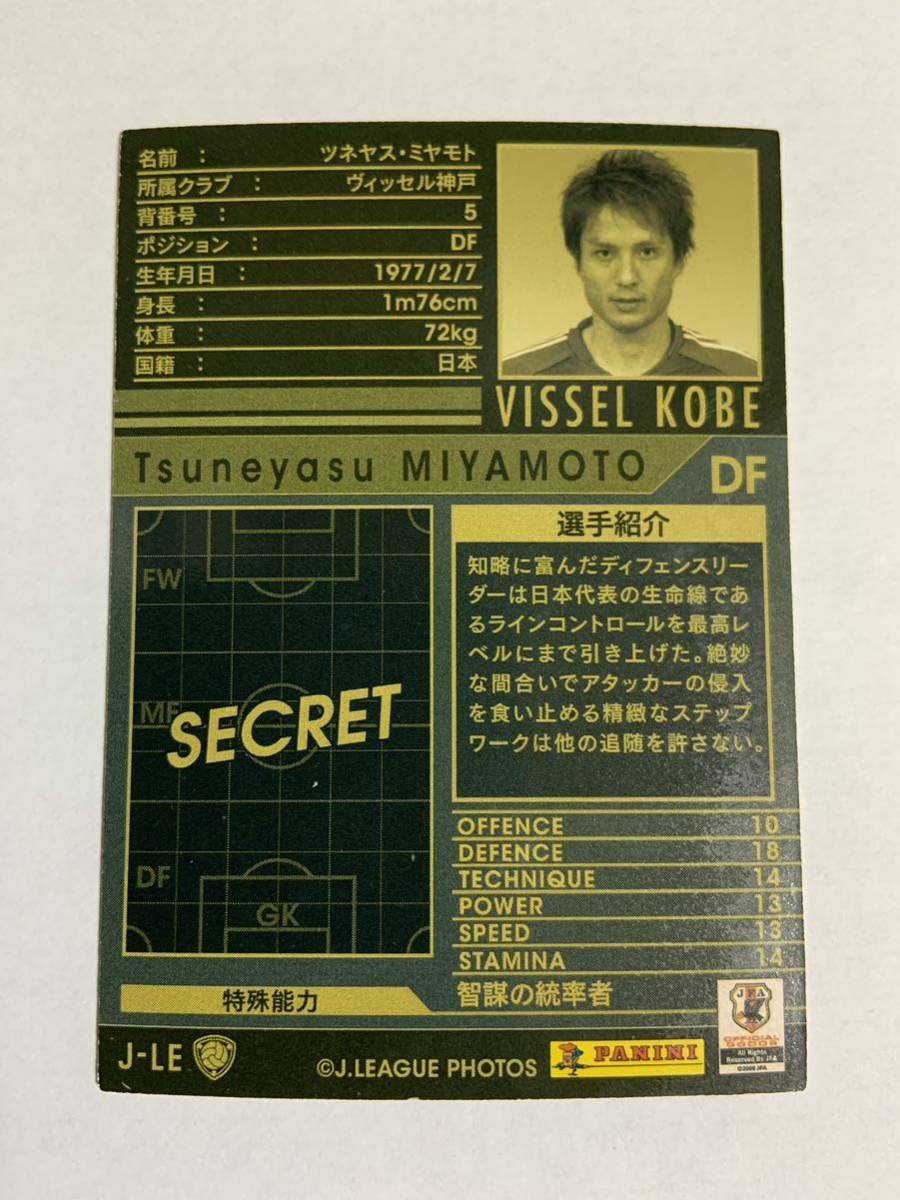 名前 : ツネヤス・ミヤモト
所属クラブ : ヴィッセル神戸
背番号 : 5
ポジション : DF
生年月日 : 1977/2/7
身長 : 1m76cm
体重 : 72kg
国籍 : 日本
VISSEL KOBE
Tsuneyasu MIYAMOTO
DF
FW
MF
SECRET
DF
GK
選手紹介
知略に富んだディフェンスリー
ダーは日本代表の生命線であ
るラインコントロールを最高レ
ベルにまで引き上げた。絶妙
な間合いでアタッカーの侵入
を食い止める精緻なステップ
ワークは他の追随を許さない。
OFFENCE 10
DEFENCE 18
TECHNIQUE 14
POWER 13
SPEED 13
STAMINA 14
特殊能力
智謀の統率者
J-LE
©J.LEAGUE PHOTOS
PANINI
JFA
OFFICIAL
GOODS
All Rights
Reserved By JFA